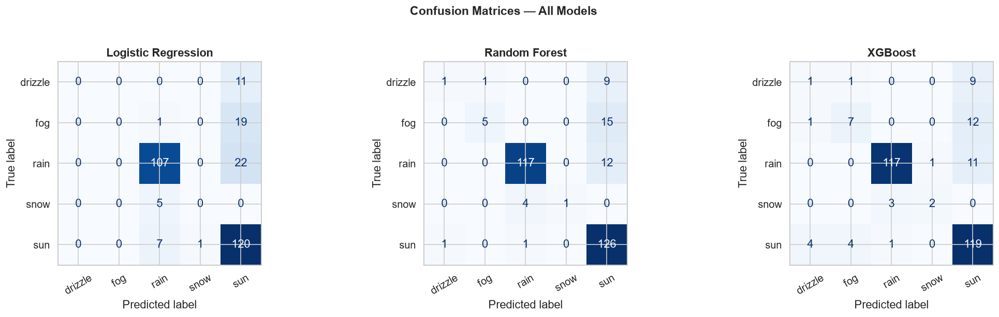 Confusion Matrices — All Models
Logistic Regression
True label
drizzle 0 0 0 0 11
fog 0 0 1 0 19
rain 0 0 107 0 22
snow 0 0 5 0 0
sun 0 0 7 1 120
drizzle fog rain snow sun
Predicted label
Random Forest
True label
drizzle 1 1 0 0 9
fog 0 5 0 0 15
rain 0 0 117 0 12
snow 0 0 4 1 0
sun 1 0 1 0 126
drizzle fog rain snow sun
Predicted label
XGBoost
True label
drizzle 1 1 0 0 9
fog 1 7 0 0 12
rain 0 0 117 1 11
snow 0 0 3 2 0
sun 4 4 1 0 119
drizzle fog rain snow sun
Predicted label